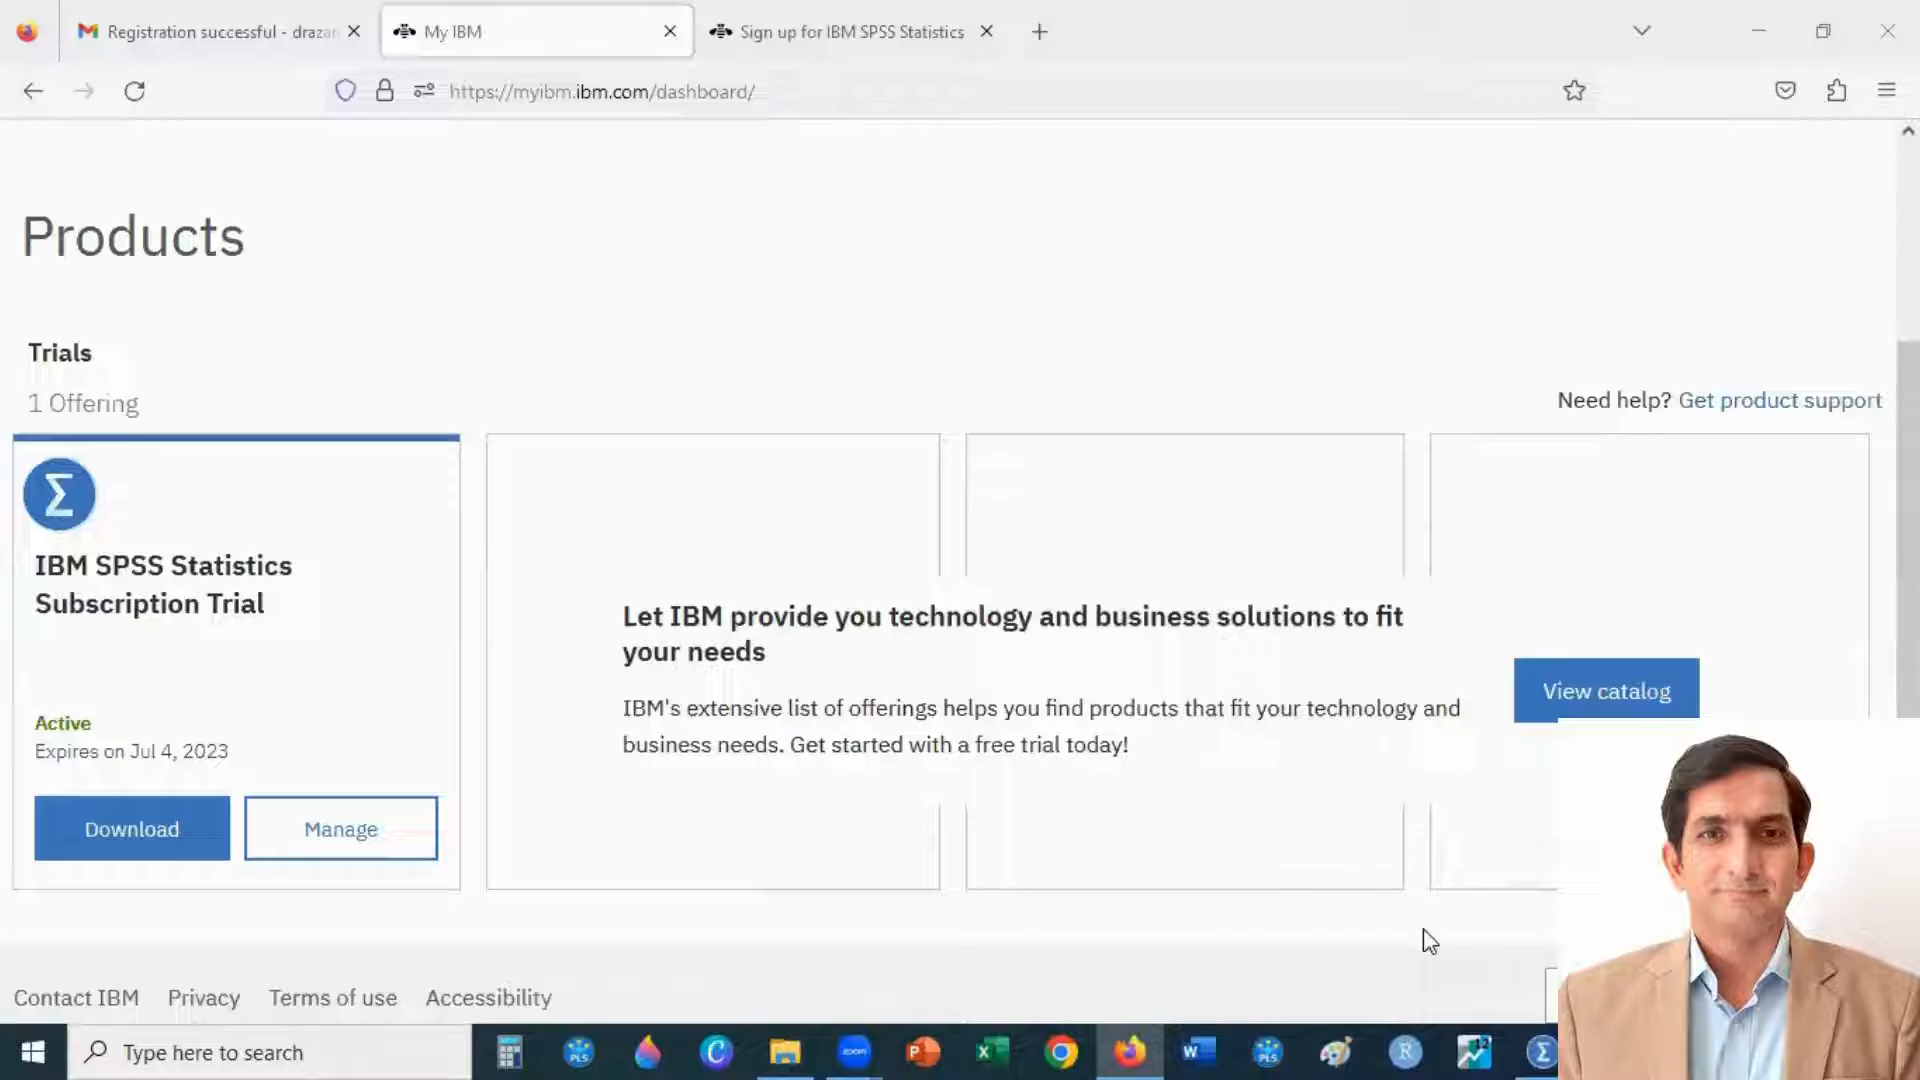 Registration successful - drazar
My IBM
Sign up for IBM SPSS Statistics
https://myibm.ibm.com/dashboard/
Products
Trials
1 Offering
Need help? Get product support
Σ
IBM SPSS Statistics
Subscription Trial
Active
Expires on Jul 4, 2023
Download
Manage
Let IBM provide you technology and business solutions to fit
your needs
IBM's extensive list of offerings helps you find products that fit your technology and
business needs. Get started with a free trial today!
View catalog
Contact IBM
Privacy
Terms of use
Accessibility
Type here to search
PLS
zoom
PLS
R
12
Σ